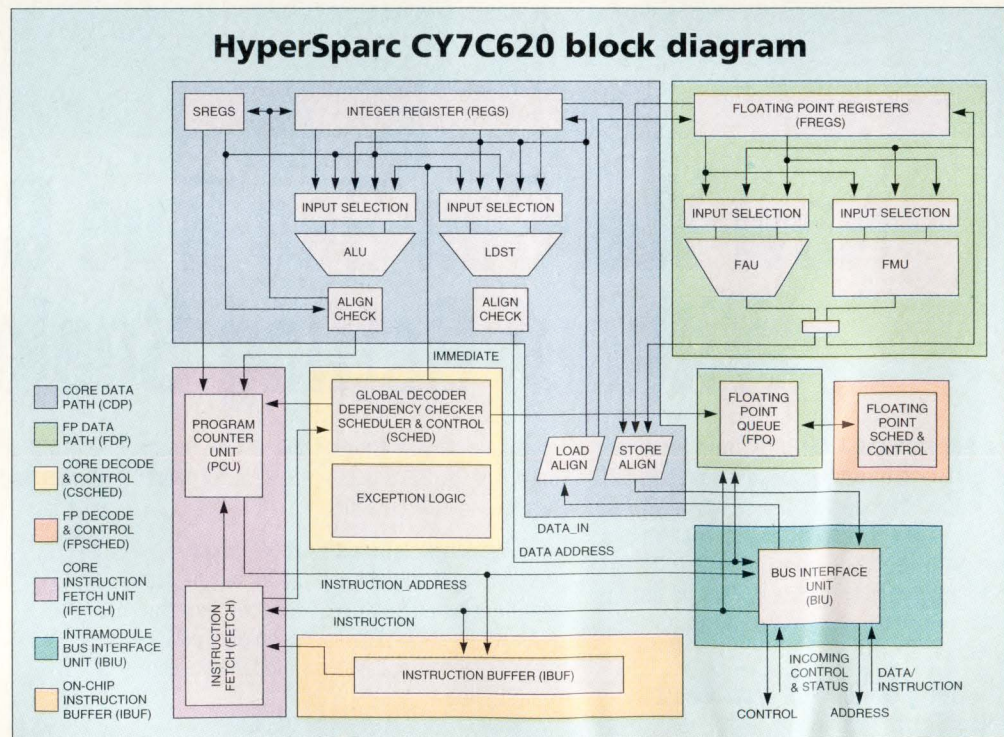 HyperSparc CY7C620 block diagram
SREGS
INTEGER REGISTER (REGS)
FLOATING POINT REGISTERS
(FREGS)
INPUT SELECTION
INPUT SELECTION
INPUT SELECTION
INPUT SELECTION
ALU
LDST
FAU
FMU
ALIGN
CHECK
ALIGN
CHECK
IMMEDIATE
CORE DATA
PATH (CDP)
FP DATA
PATH (FDP)
CORE DECODE
& CONTROL
(CSCHED)
FP DECODE
& CONTROL
(FPSCHED)
CORE
INSTRUCTION
FETCH UNIT
(IFETCH)
INTRAMODULE
BUS INTERFACE
UNIT (IBIU)
ON-CHIP
INSTRUCTION
BUFFER (IBUF)
PROGRAM
COUNTER
UNIT
(PCU)
GLOBAL DECODER
DEPENDENCY CHECKER
SCHEDULER & CONTROL
(SCHED)
EXCEPTION LOGIC
LOAD
ALIGN
STORE
ALIGN
FLOATING
POINT
QUEUE
(FPQ)
FLOATING
POINT
SCHED &
CONTROL
DATA_IN
DATA ADDRESS
INSTRUCTION_ADDRESS
INSTRUCTION
BUS INTERFACE
UNIT
(BIU)
INSTRUCTION
FETCH (FETCH)
INSTRUCTION BUFFER (IBUF)
INCOMING
CONTROL
& STATUS
DATA/
INSTRUCTION
CONTROL
ADDRESS